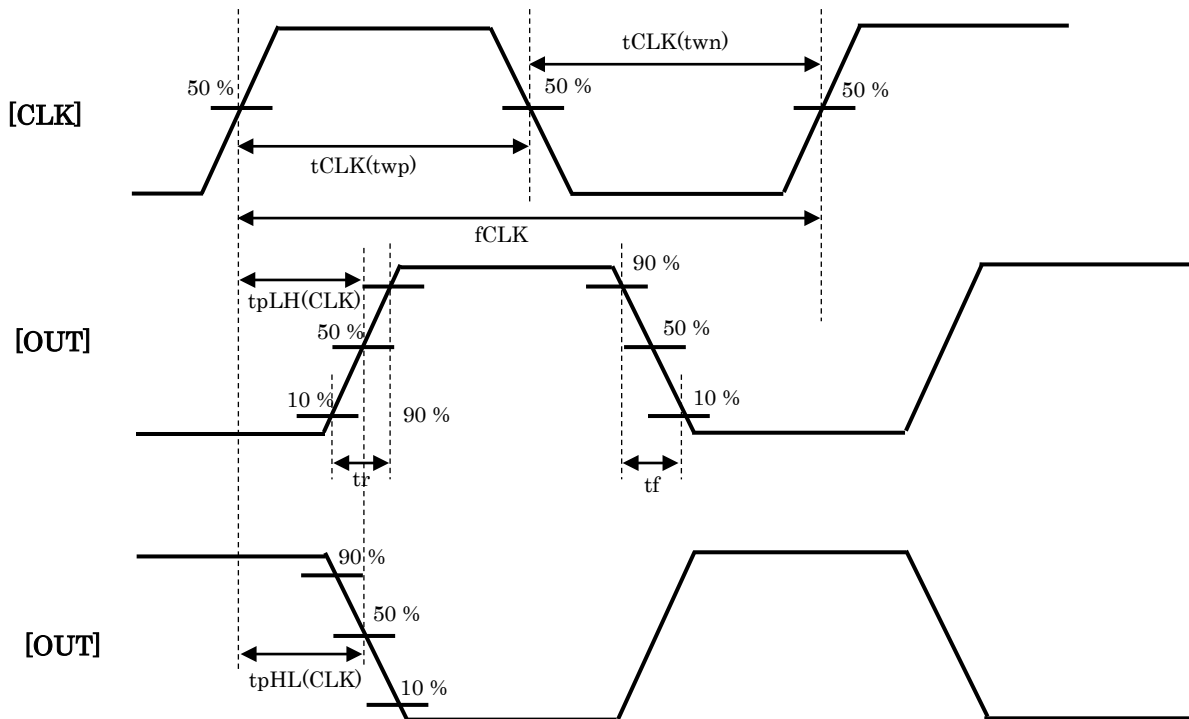 tCLK(twn)
50 %
50 %
50 %
[CLK]
tCLK(twp)
fCLK
90 %
tpLH(CLK)
50 %
50 %
[OUT]
10 %
10 %
90 %
tr
tf
90 %
50 %
[OUT]
tpHL(CLK)
10 %